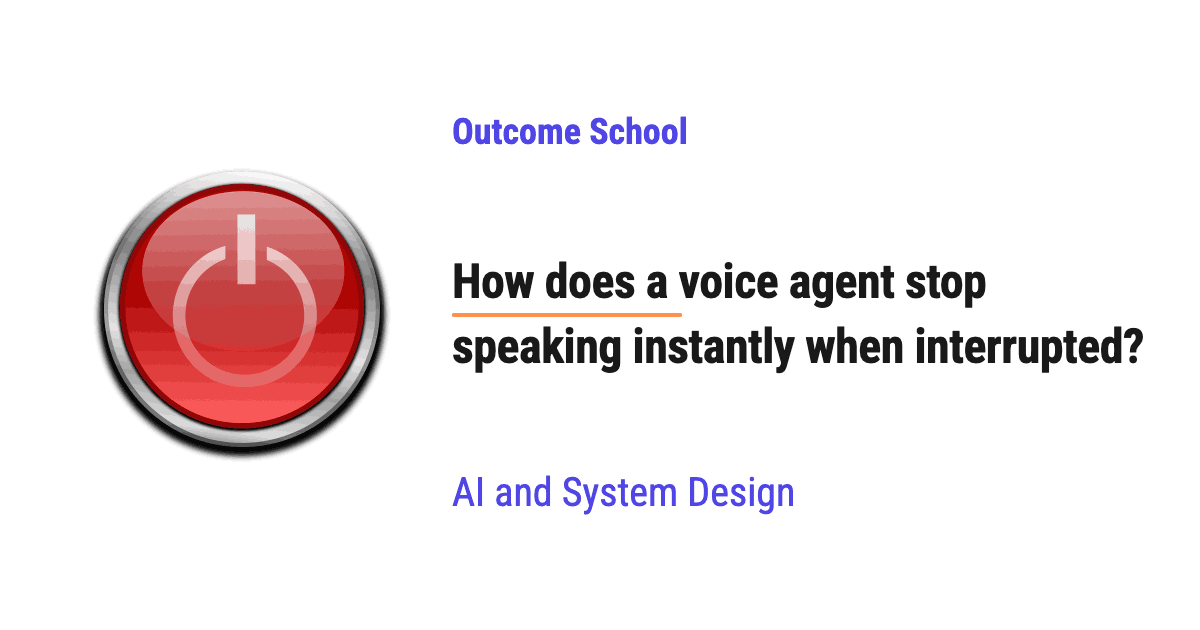 Outcome School
How does a voice agent stop
speaking instantly when interrupted?
AI and System Design